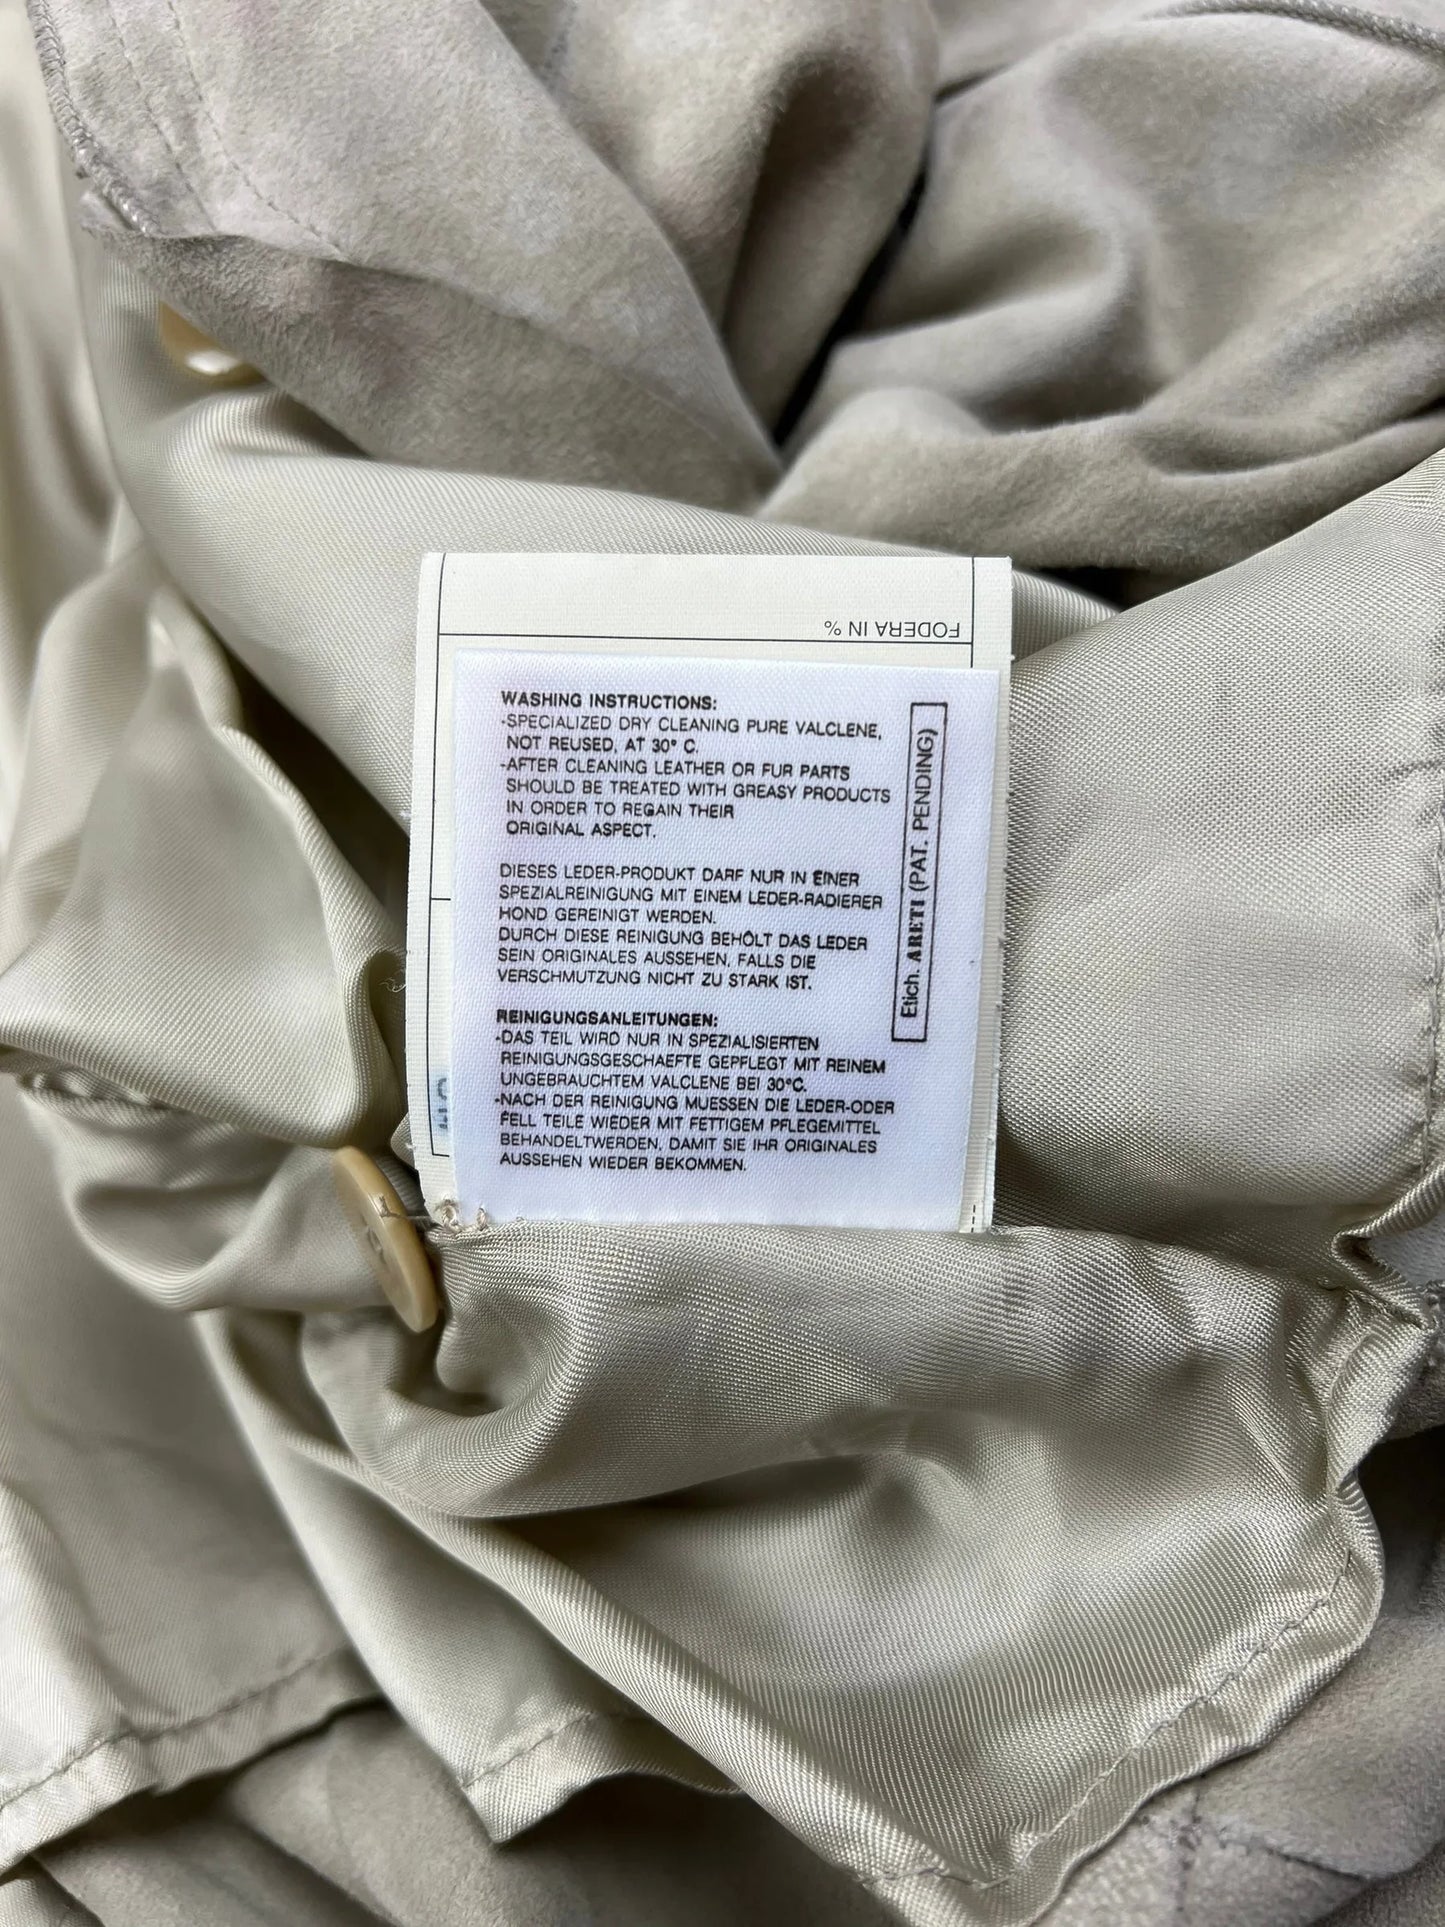 FODERA IN %
WASHING INSTRUCTIONS:
-SPECIALIZED DRY CLEANING PURE VALCLENE,
NOT REUSED, AT 30° C.
-AFTER CLEANING LEATHER OR FUR PARTS
SHOULD BE TREATED WITH GREASY PRODUCTS
IN ORDER TO REGAIN THEIR
ORIGINAL ASPECT.
DIESES LEDER-PRODUKT DARF NUR IN EINER
SPEZIALREINIGUNG MIT EINEM LEDER-RADIERER
HOND GEREINIGT WERDEN.
DURCH DIESE REINIGUNG BEHÖLT DAS LEDER
SEIN ORIGINALES AUSSEHEN, FALLS DIE
VERSCHMUTZUNG NICHT ZU STARK IST.
REINIGUNGSANLEITUNGEN:
-DAS TEIL WIRD NUR IN SPEZIALISIERTEN
REINIGUNGSGESCHAEFTE GEPFLEGT MIT REINEM
UNGEBRAUCHTEM VALCLENE BEI 30°C.
-NACH DER REINIGUNG MUESSEN DIE LEDER-ODER
FELL TEILE WIEDER MIT FETTIGEM PFLEGEMITTEL
BEHANDELTWERDEN, DAMIT SIE IHR ORIGINALES
AUSSEHEN WIEDER BEKOMMEN.
Etich. ARETI (PAT. PENDING)